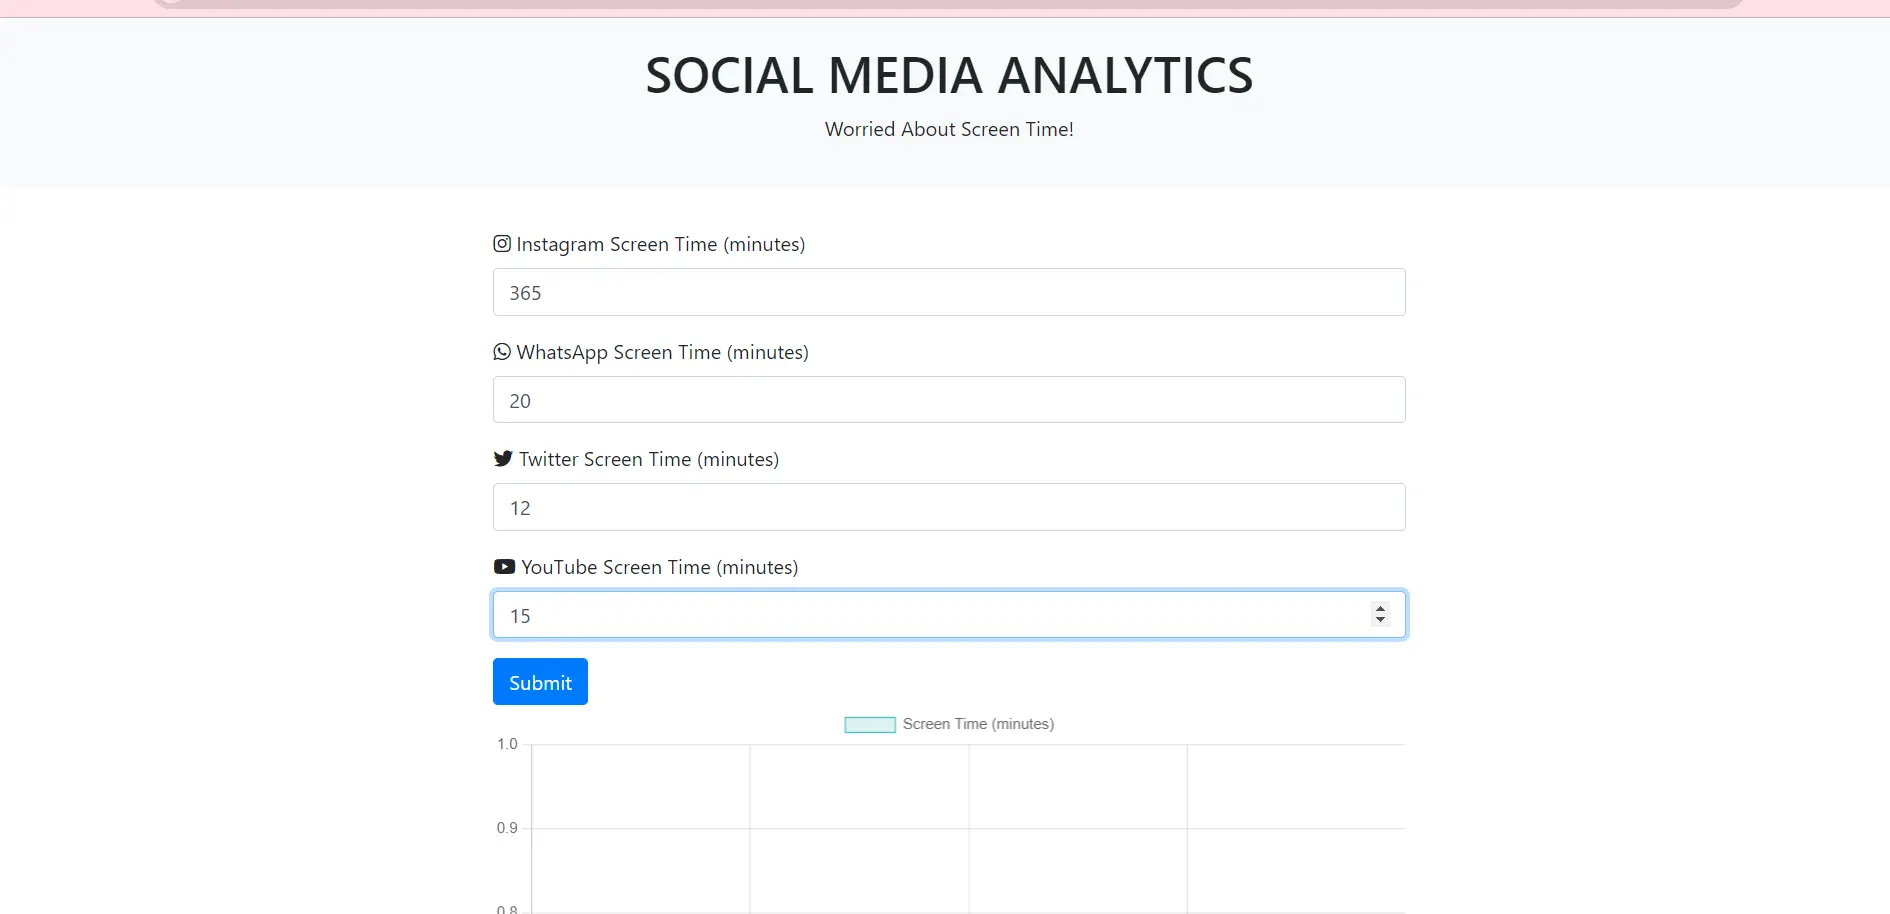 SOCIAL MEDIA ANALYTICS
Worried About Screen Time!
Instagram Screen Time (minutes)
365
WhatsApp Screen Time (minutes)
20
Twitter Screen Time (minutes)
12
YouTube Screen Time (minutes)
15
Submit
Screen Time (minutes)
1.0
0.9
0.8